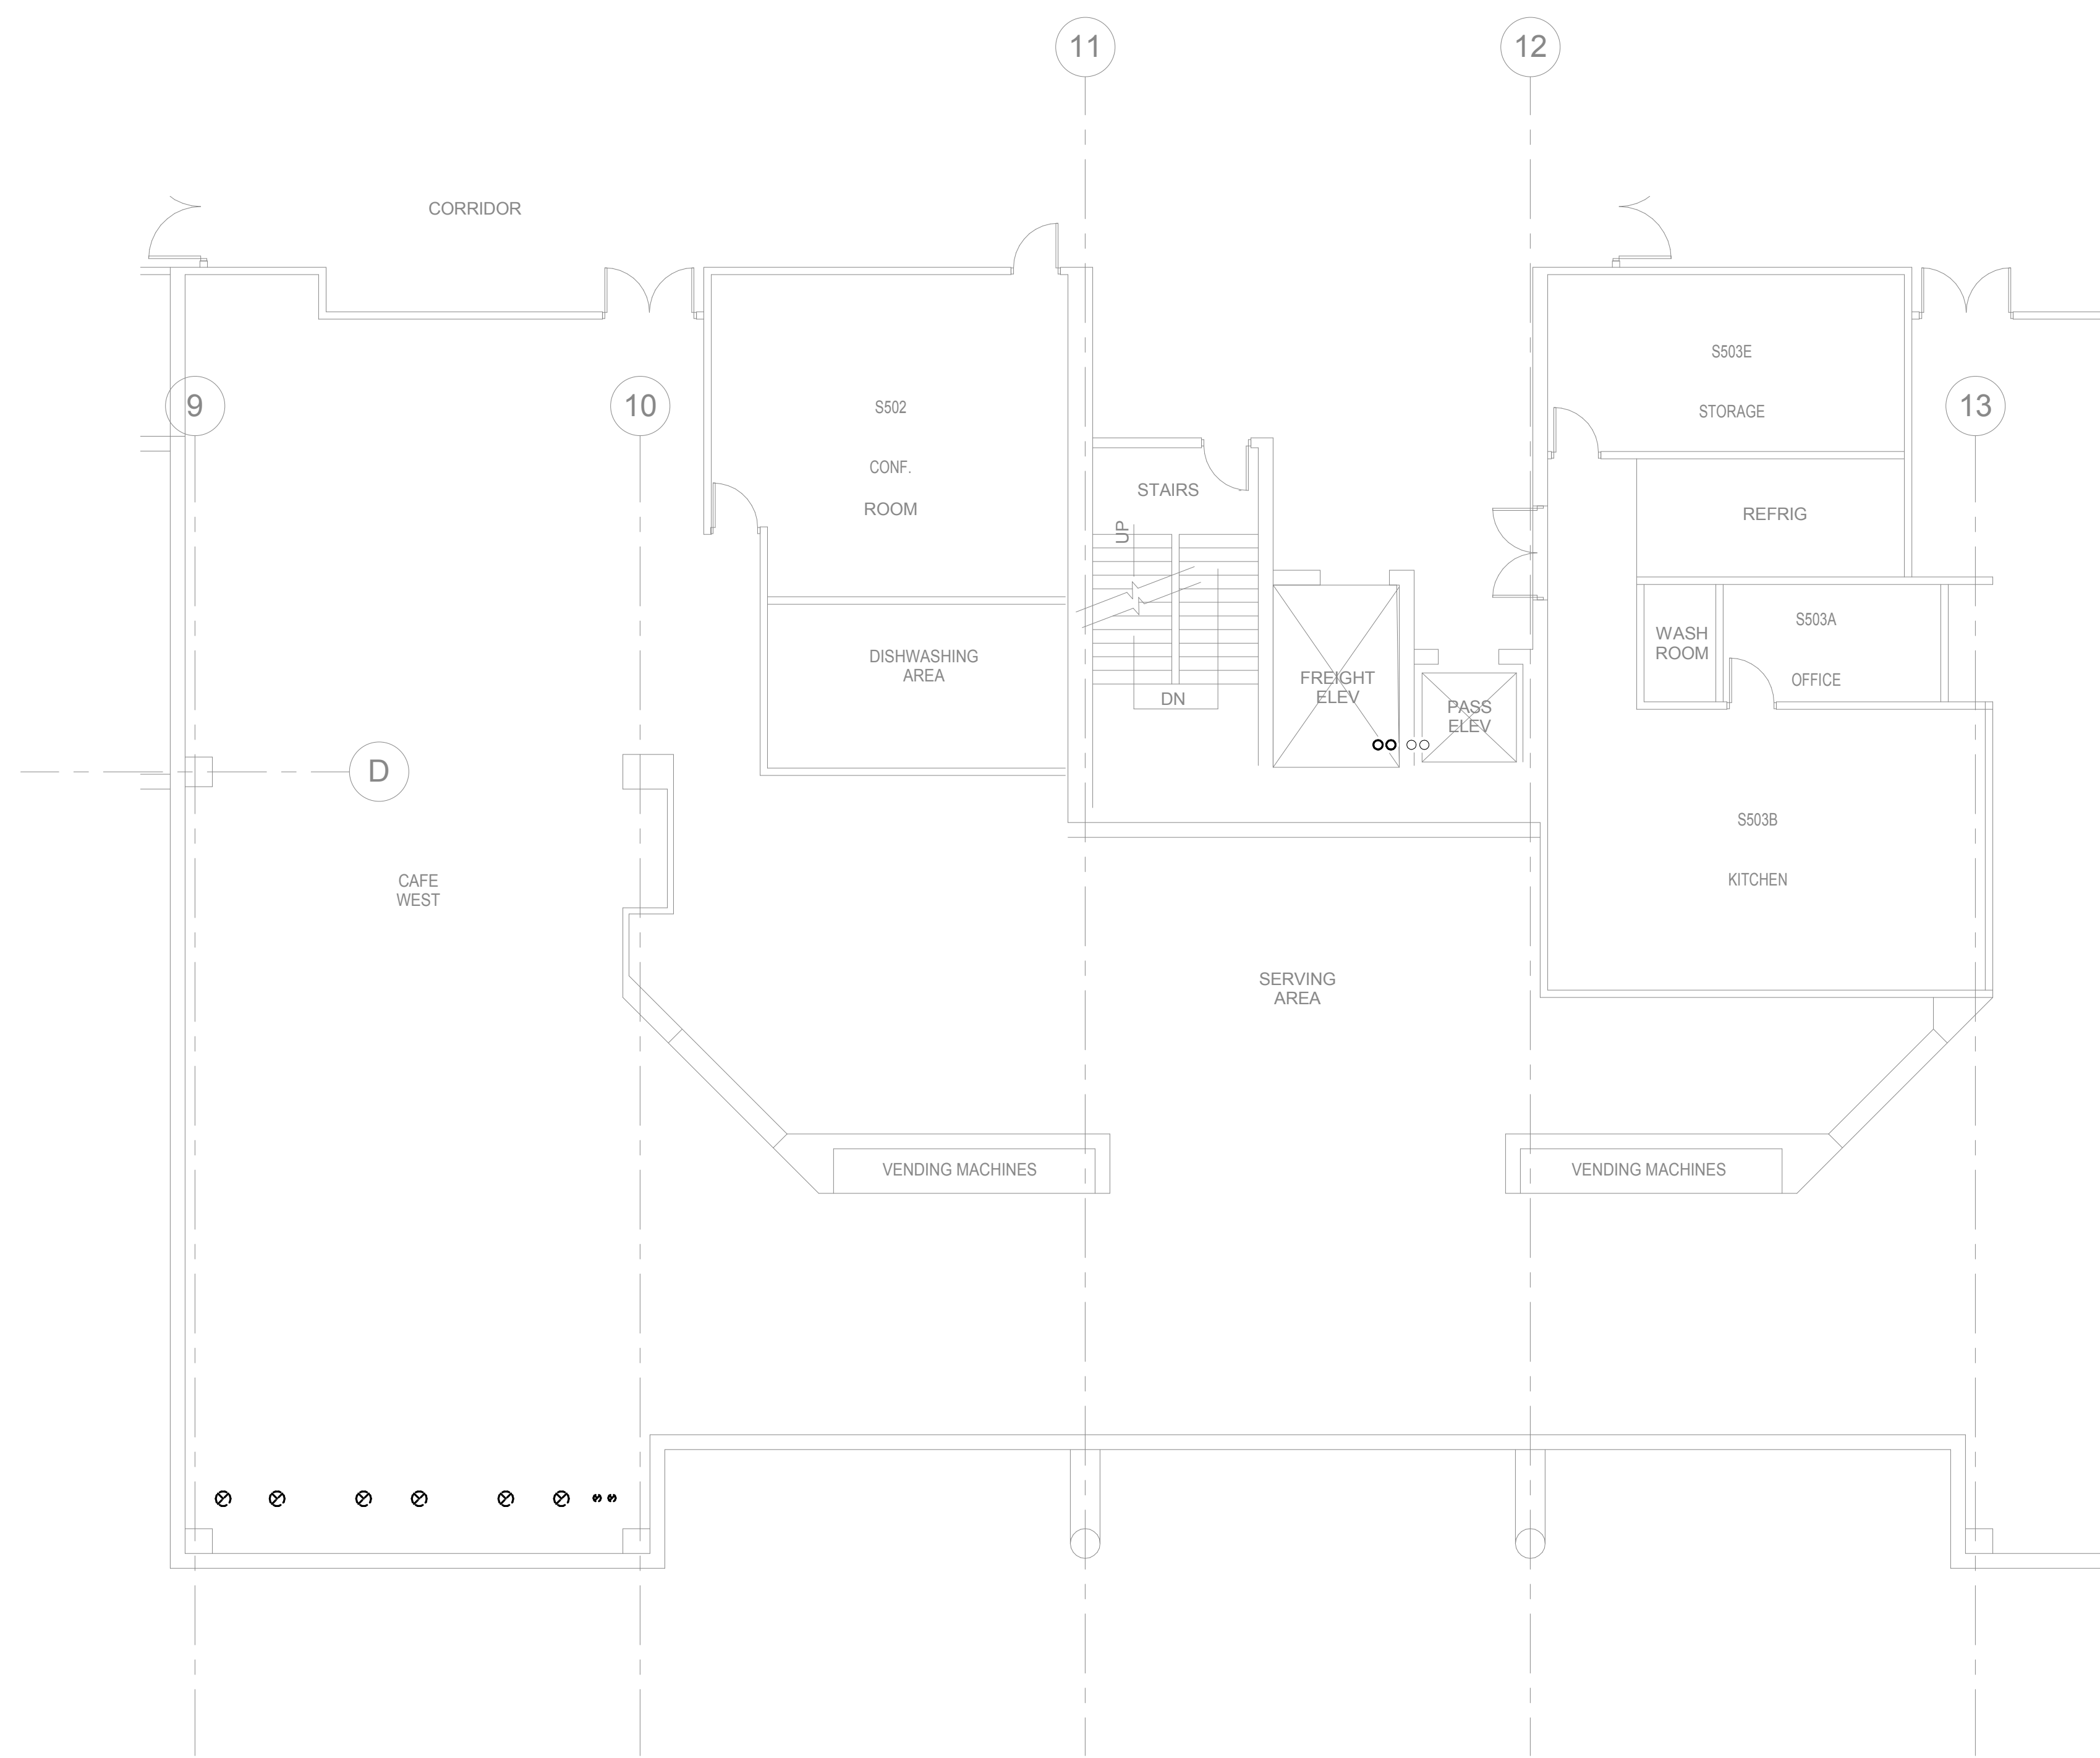 11
12
CORRIDOR
S503E
9
10
S502
STORAGE
13
CONF.
ROOM
STAIRS
UP
REFRIG
S503A
WASH
ROOM
OFFICE
DISHWASHING
AREA
FREIGHT
ELEV
DN
PASS
ELEV
D
S503B
CAFE
WEST
KITCHEN
SERVING
AREA
VENDING MACHINES
VENDING MACHINES